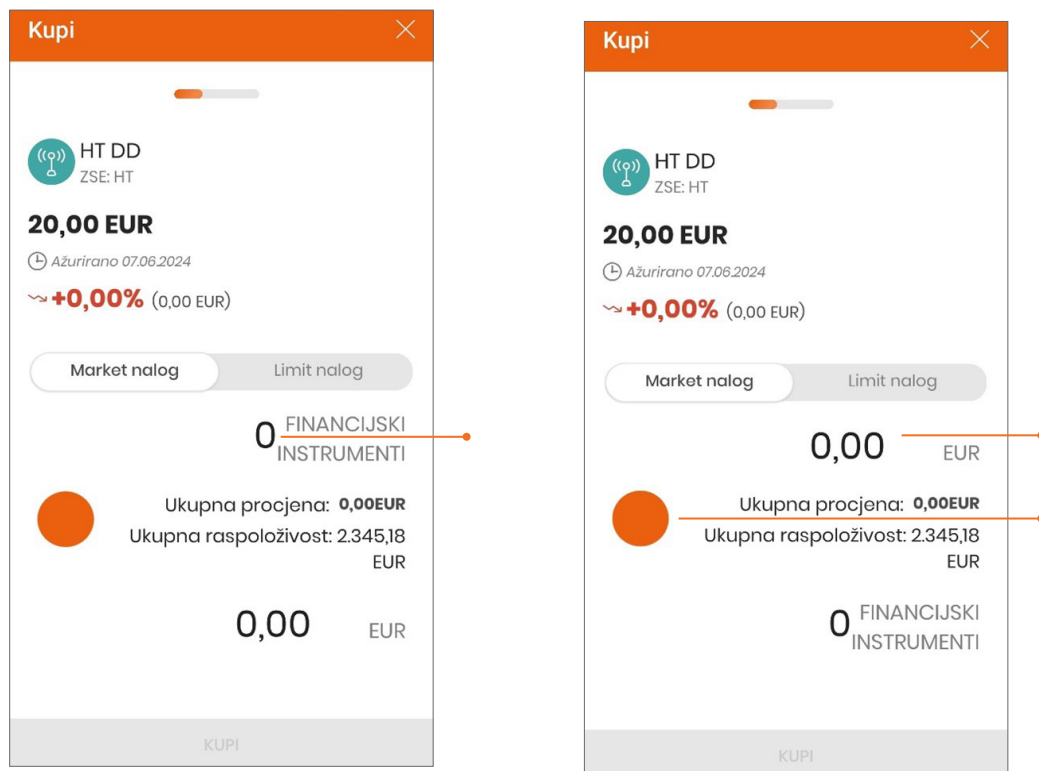 Kupi
HT DD
ZSE: HT
20,00 EUR
Ažurirano 07.06.2024
+0,00% (0,00 EUR)
Market nalog Limit nalog
0 FINANCIJSKI
INSTRUMENTI
Ukupna procjena: 0,00EUR
Ukupna raspoloživost: 2.345,18
EUR
0,00 EUR
KUPI
Kupi
HT DD
ZSE: HT
20,00 EUR
Ažurirano 07.06.2024
+0,00% (0,00 EUR)
Market nalog Limit nalog
0,00 EUR
Ukupna procjena: 0,00EUR
Ukupna raspoloživost: 2.345,18
EUR
0 FINANCIJSKI
INSTRUMENTI
KUPI